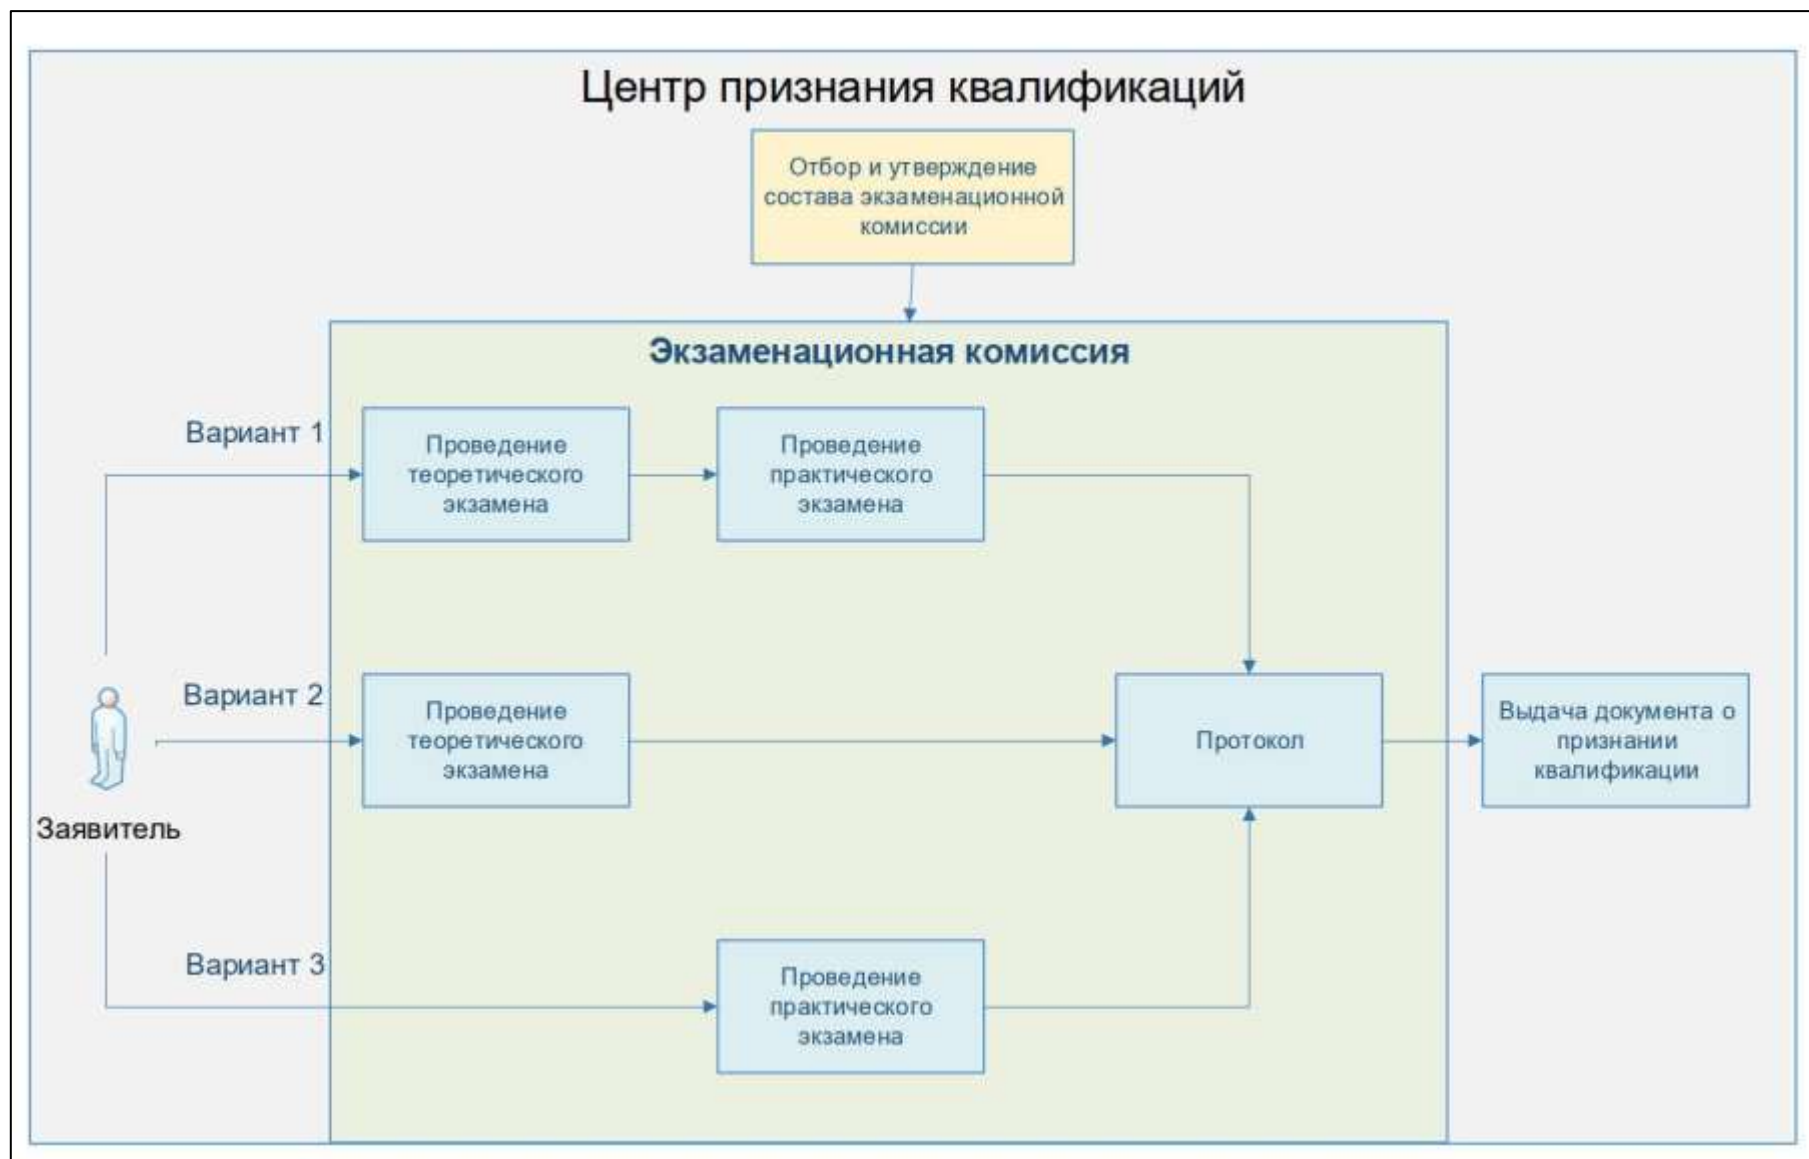 Центр признания квалификаций
Отбор и утверждение
состава экзаменационной
комиссии
Экзаменационная комиссия
Вариант 1
Проведение
теоретического
экзамена
Проведение
практического
экзамена
Вариант 2
Проведение
теоретического
экзамена
Протокол
Выдача документа о
признании
квалификации
Заявитель
Вариант 3
Проведение
практического
экзамена